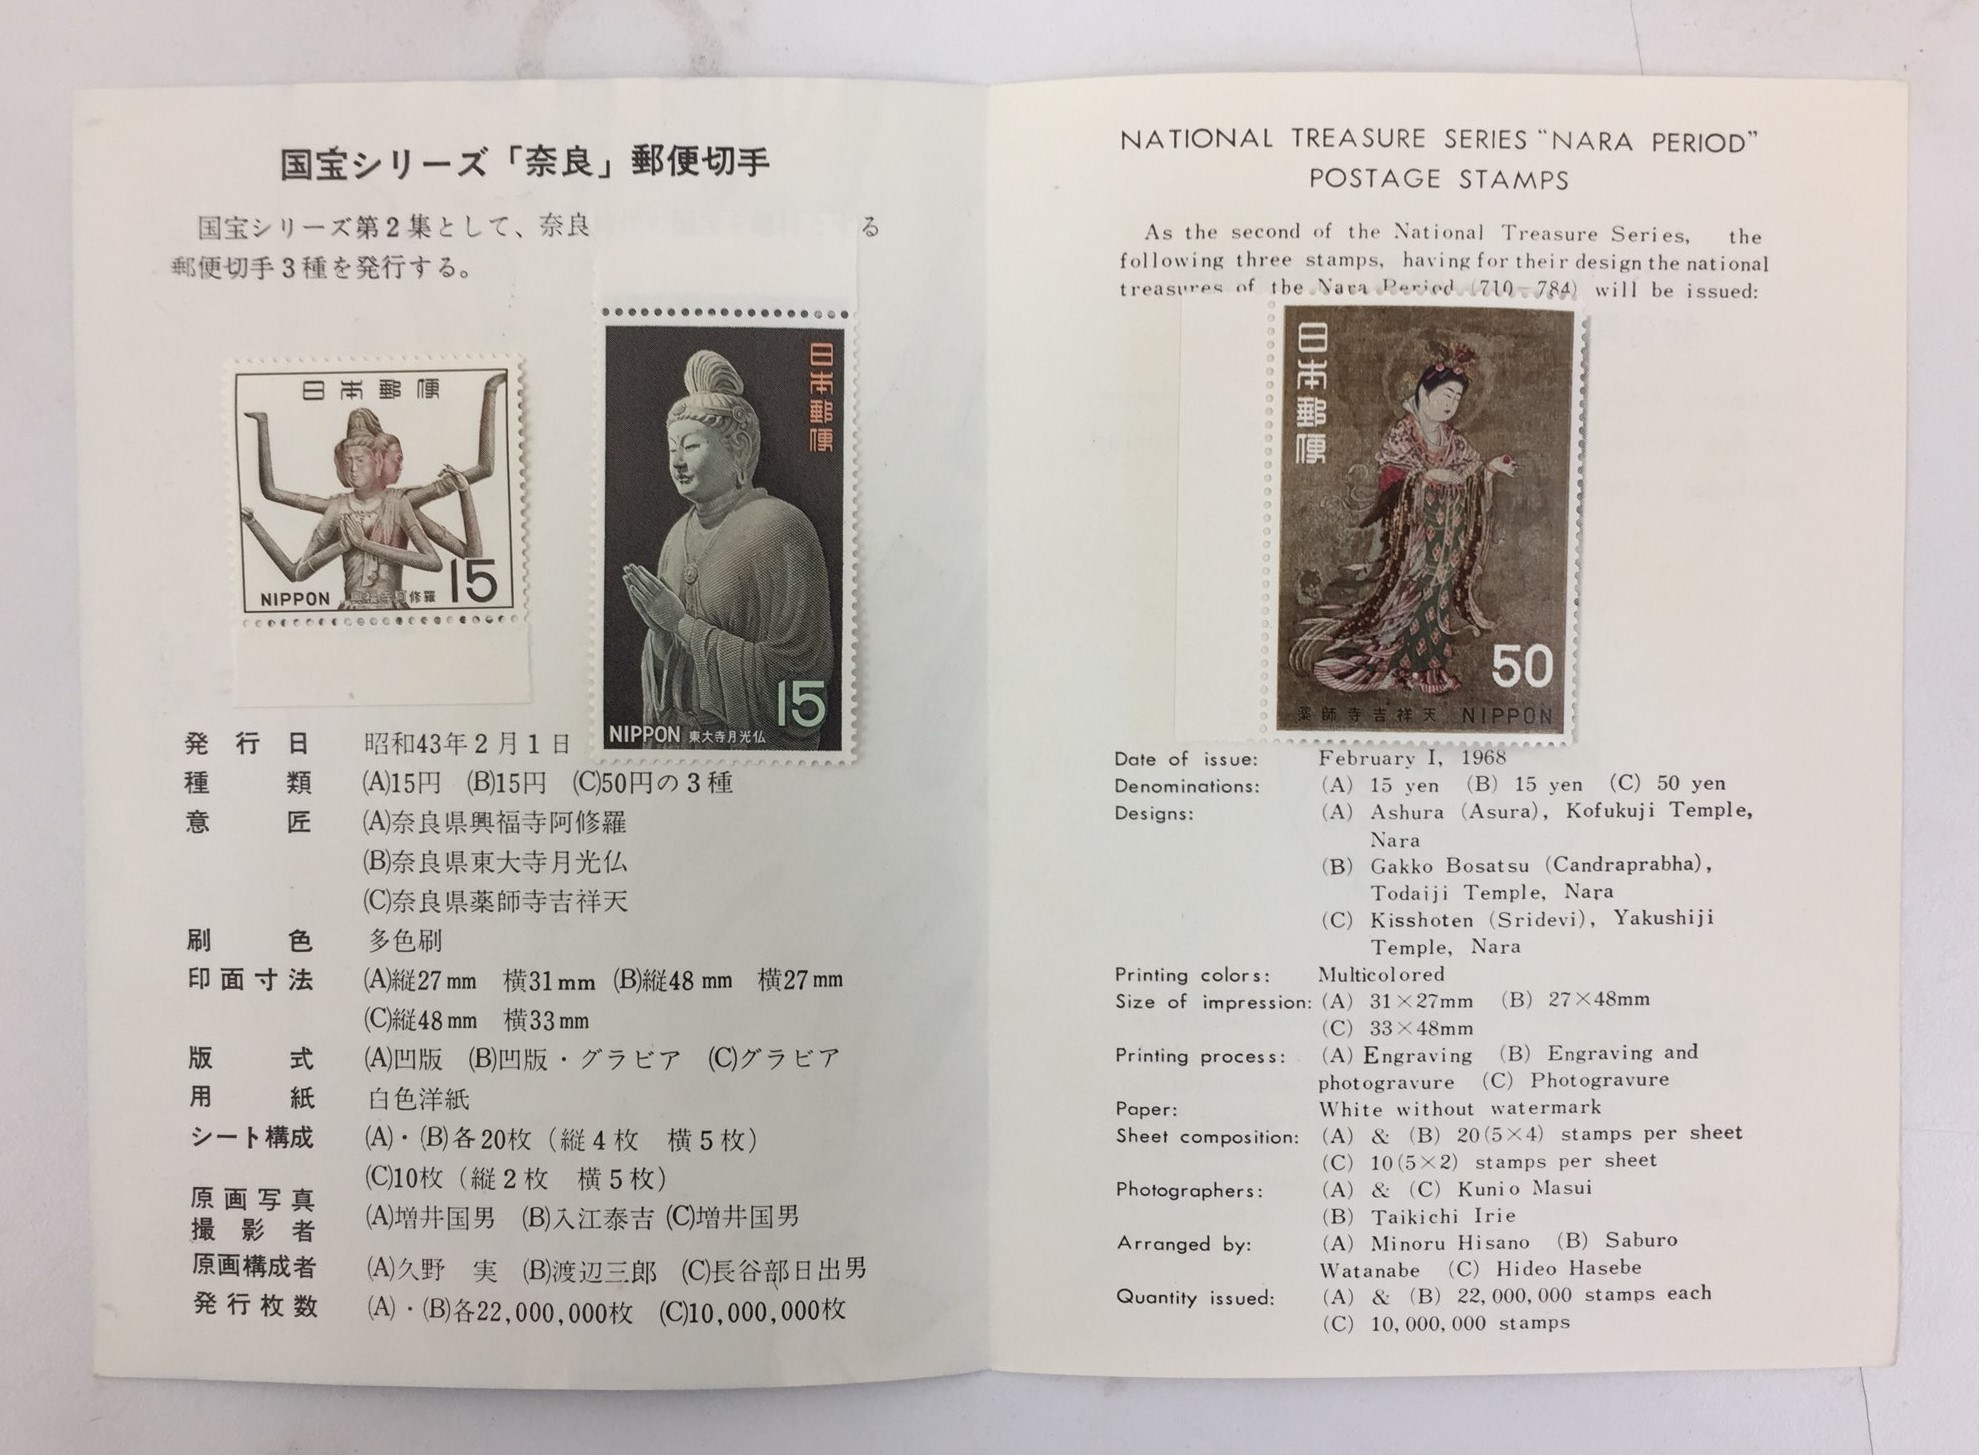 国宝シリーズ「奈良」郵便切手
国宝シリーズ第2集として、奈良 る
郵便切手3種を発行する。
日本郵便
NIPPON 興福寺阿修羅 15
日本郵便
15
NIPPON 東大寺月光仏
発行日 昭和43年2月1日
種類 (A)15円 (B)15円 (C)50円の3種
意匠 (A)奈良県興福寺阿修羅
(B)奈良県東大寺月光仏
(C)奈良県薬師寺吉祥天
刷色 多色刷
印面寸法 (A)縦27mm 横31mm (B)縦48mm 横27mm
(C)縦48mm 横33mm
版式 (A)凹版 (B)凹版・グラビア (C)グラビア
用紙 白色洋紙
シート構成 (A)・(B)各20枚(縦4枚 横5枚)
(C)10枚(縦2枚 横5枚)
原画写真
撮影者 (A)増井国男 (B)入江泰吉 (C)増井国男
原画構成者 (A)久野 実 (B)渡辺三郎 (C)長谷部日出男
発行枚数 (A)・(B)各22,000,000枚 (C)10,000,000枚
NATIONAL TREASURE SERIES "NARA PERIOD"
POSTAGE STAMPS
As the second of the National Treasure Series, the
following three stamps, having for their design the national
treasures of the Nara Period (710-784) will be issued:
日本郵便
50
薬師寺吉祥天 NIPPON
Date of issue: February 1, 1968
Denominations: (A) 15 yen (B) 15 yen (C) 50 yen
Designs: (A) Ashura (Asura), Kofukuji Temple,
Nara
(B) Gakko Bosatsu (Candraprabha),
Todaiji Temple, Nara
(C) Kisshoten (Sridevi), Yakushiji
Temple, Nara
Printing colors: Multicolored
Size of impression: (A) 31×27mm (B) 27×48mm
(C) 33×48mm
Printing process: (A) Engraving (B) Engraving and
photogravure (C) Photogravure
Paper: White without watermark
Sheet composition: (A) & (B) 20(5×4) stamps per sheet
(C) 10(5×2) stamps per sheet
Photographers: (A) & (C) Kunio Masui
(B) Taikichi Irie
Arranged by: (A) Minoru Hisano (B) Saburo
Watanabe (C) Hideo Hasebe
Quantity issued: (A) & (B) 22,000,000 stamps each
(C) 10,000,000 stamps